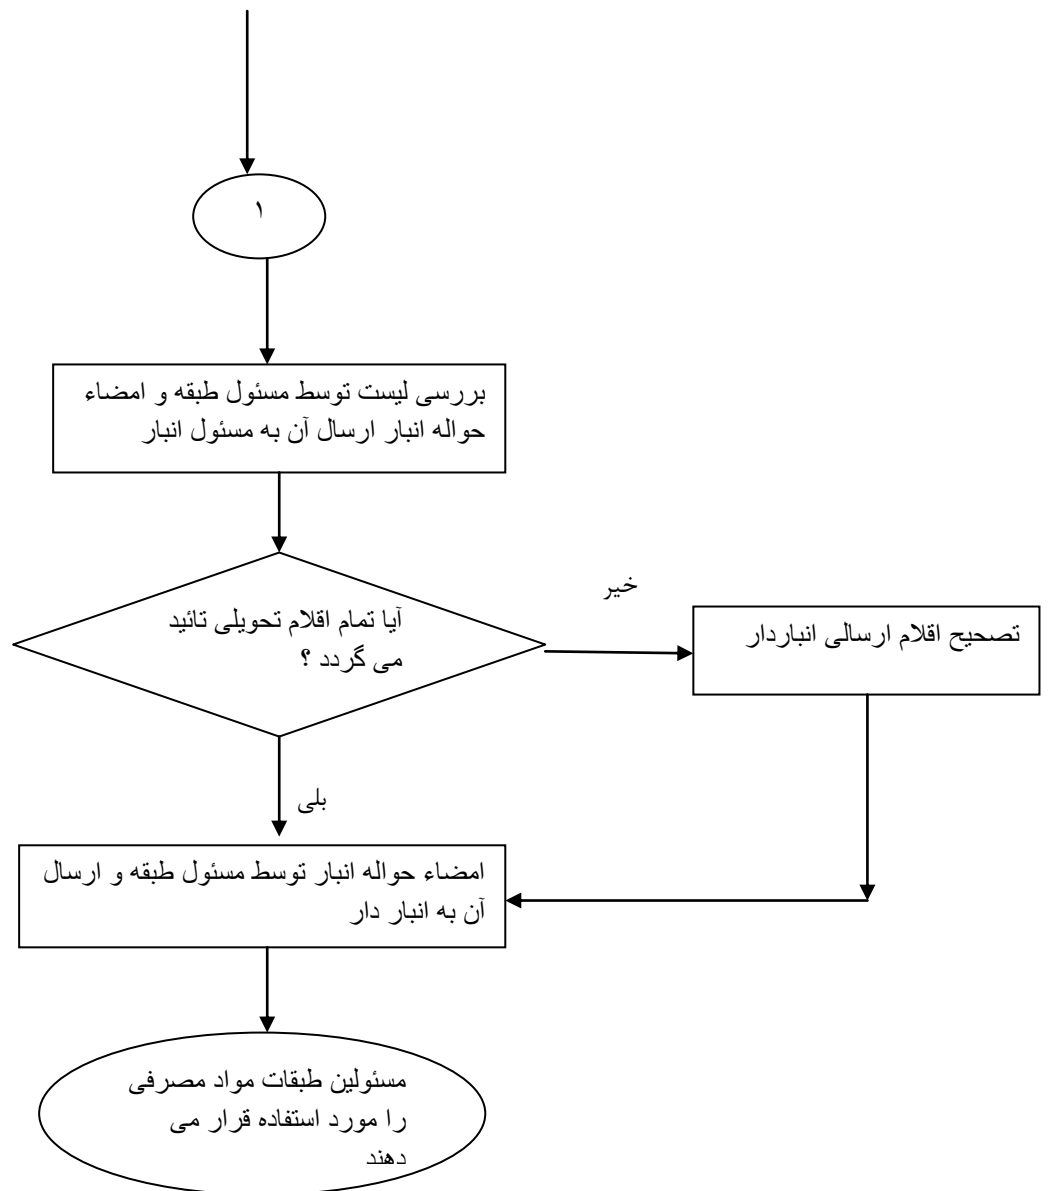 ۱
بررسی لیست توسط مسئول طبقه و امضاء
حواله انبار ارسال آن به مسئول انبار
آیا تمام اقلام تحویلی تائید
می گردد ؟
خیر
تصحیح اقلام ارسالی انباردار
بلی
امضاء حواله انبار توسط مسئول طبقه و ارسال
آن به انبار دار
مسئولین طبقات مواد مصرفی
را مورد استفاده قرار می
دهند